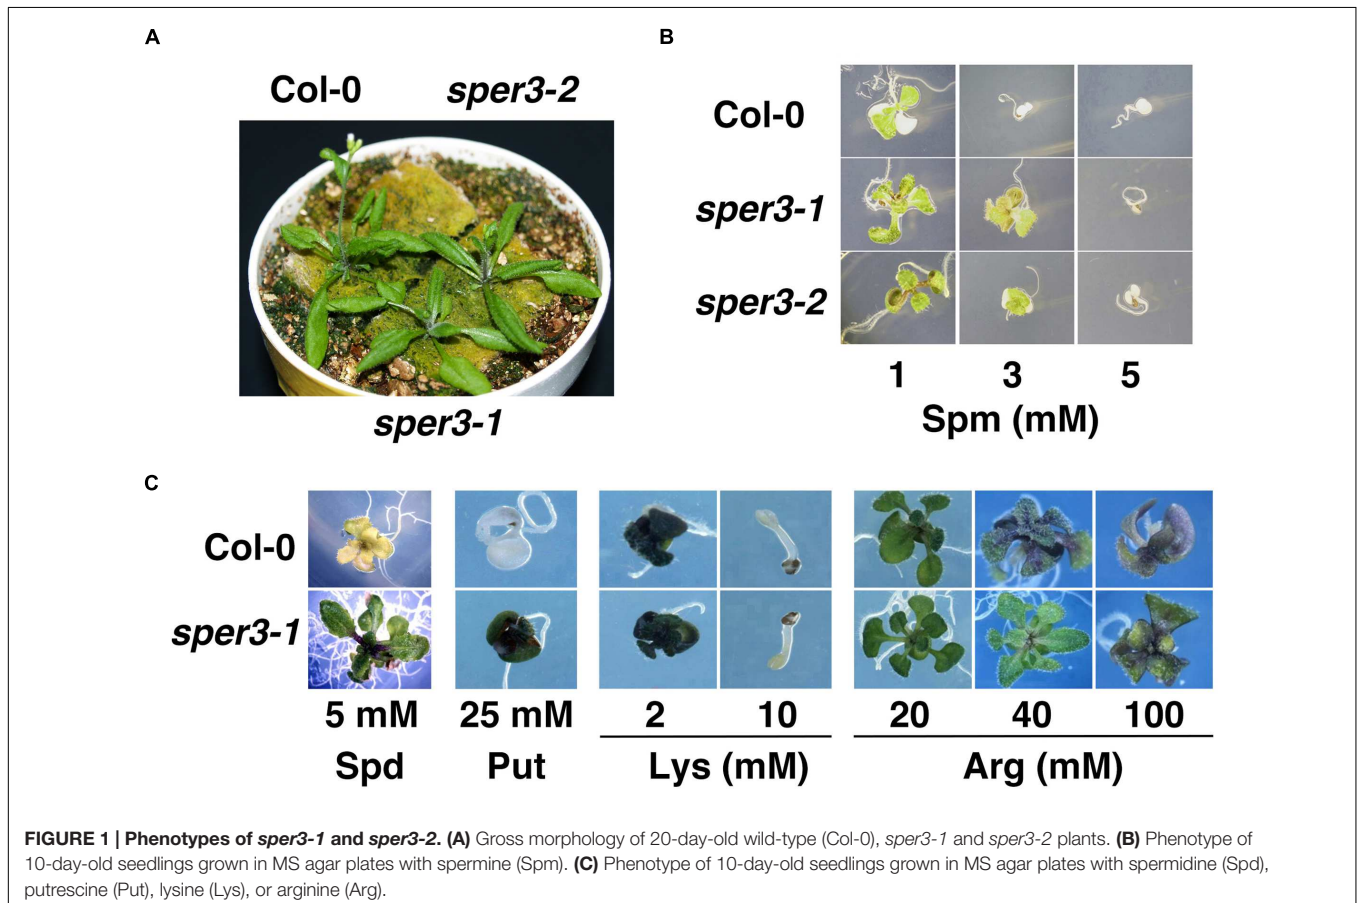 A
Col-0 sper3-2
sper3-1
B
Col-0
sper3-1
sper3-2
1 3 5
Spm (mM)
C
Col-0
sper3-1
5 mM 25 mM 2 10 20 40 100
Spd Put Lys (mM) Arg (mM)
FIGURE 1 | Phenotypes of sper3-1 and sper3-2. (A) Gross morphology of 20-day-old wild-type (Col-0), sper3-1 and sper3-2 plants. (B) Phenotype of
10-day-old seedlings grown in MS agar plates with spermine (Spm). (C) Phenotype of 10-day-old seedlings grown in MS agar plates with spermidine (Spd),
putrescine (Put), lysine (Lys), or arginine (Arg).